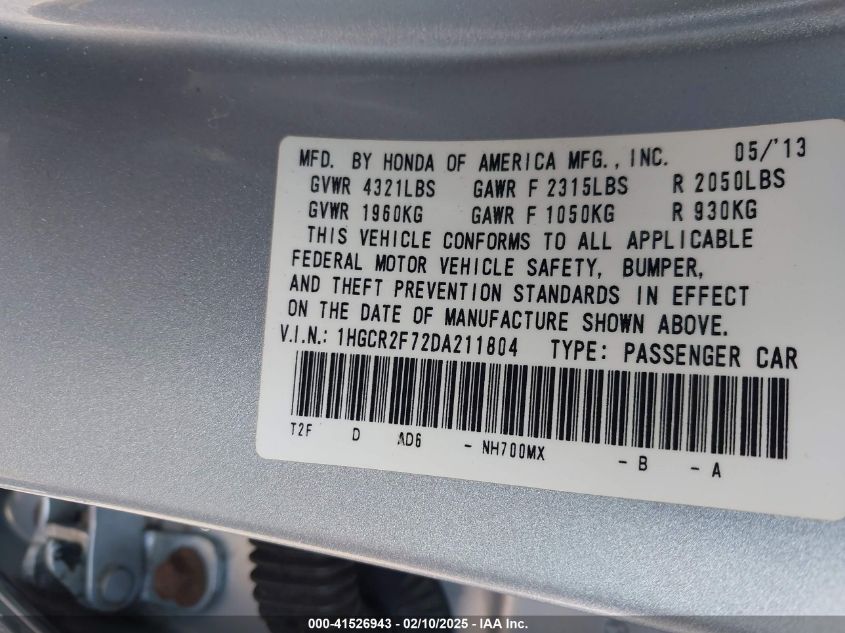 MFD. BY HONDA OF AMERICA MFG., INC. 05/'13
GVWR 4321LBS GAWR F 2315LBS R 2050LBS
GVWR 1960KG GAWR F 1050KG R 930KG
THIS VEHICLE CONFORMS TO ALL APPLICABLE
FEDERAL MOTOR VEHICLE SAFETY, BUMPER,
AND THEFT PREVENTION STANDARDS IN EFFECT
ON THE DATE OF MANUFACTURE SHOWN ABOVE.
V.I.N.: 1HGCR2F72DA211804 TYPE: PASSENGER CAR
T2F D AD6 - NH700MX - B - A
000-41526943 / 02/10/2025 - IAA Inc.